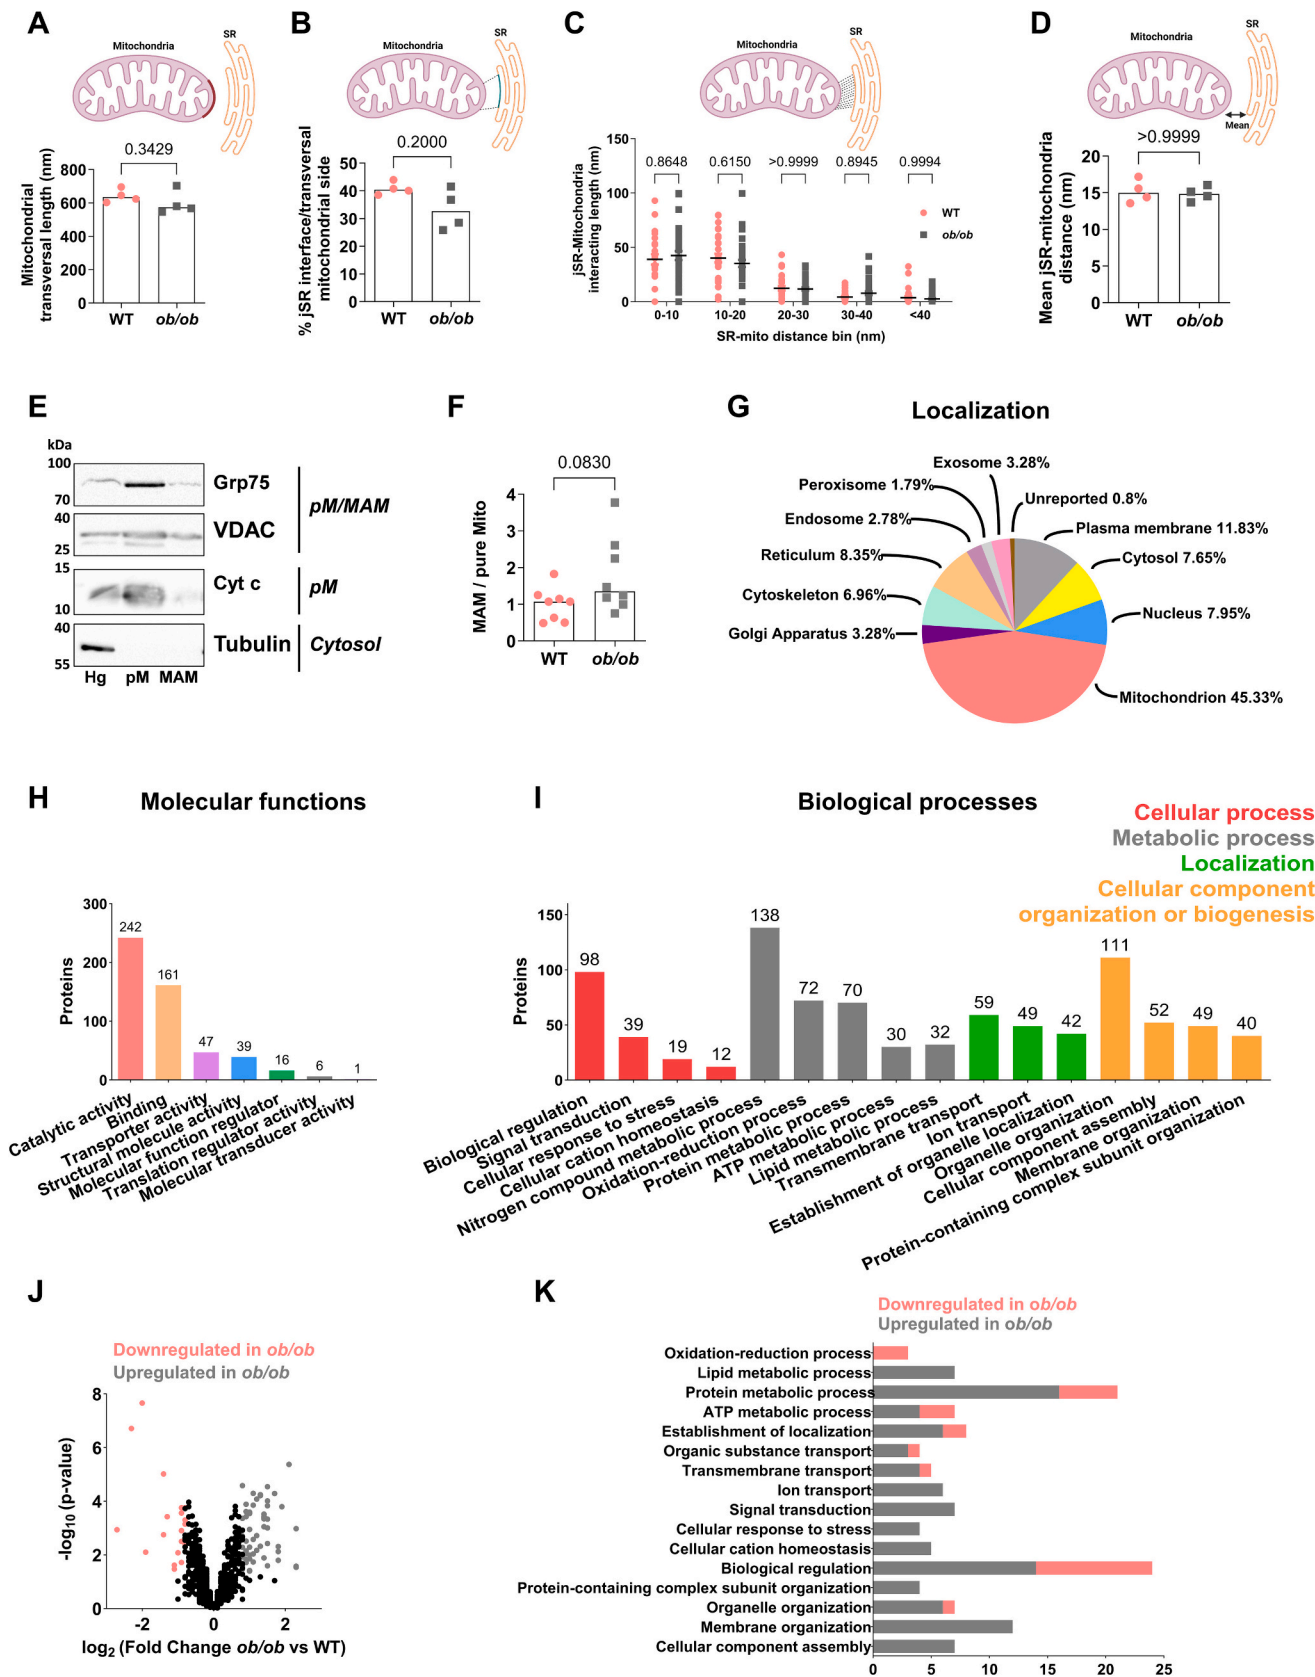 A
Mitochondria
SR
0.3429
Mitochondrial
transversal length (nm)
800
600
400
200
0
WT
ob/ob
B
Mitochondria
SR
0.2000
% jSR interface/transversal
mitochondrial side
50
40
30
20
10
0
WT
ob/ob
C
Mitochondria
SR
jSR-Mitochondria
interacting length (nm)
150
100
50
0
0.8648
0.6150
>0.9999
0.8945
0.9994
WT
ob/ob
0-10
10-20
20-30
30-40
<40
SR-mito distance bin (nm)
D
Mitochondria
SR
Mean
>0.9999
Mean jSR-mitochondria
distance (nm)
20
15
10
5
0
WT
ob/ob
E
kDa
100
70
Grp75
40
25
VDAC
pM/MAM
15
10
Cyt c
pM
40
55
Tubulin
Cytosol
Hg
pM
MAM
F
0.0830
MAM / pure Mito
4
3
2
1
0
WT
ob/ob
G
Localization
Exosome 3.28%
Peroxisome 1.79%
Unreported 0.8%
Endosome 2.78%
Plasma membrane 11.83%
Reticulum 8.35%
Cytosol 7.65%
Cytoskeleton 6.96%
Nucleus 7.95%
Golgi Apparatus 3.28%
Mitochondrion 45.33%
H
Molecular functions
Proteins
300
200
100
0
242
161
47
39
16
6
1
Catalytic activity
Binding
Transporter activity
Structural molecule activity
Molecular function regulator
Translation regulator activity
Molecular transducer activity
I
Biological processes
Cellular process
Metabolic process
Localization
Cellular component
organization or biogenesis
Proteins
150
100
50
0
98
39
19
12
138
72
70
30
32
59
49
42
111
52
49
40
Biological regulation
Signal transduction
Cellular response to stress
Cellular cation homeostasis
Nitrogen compound metabolic process
Oxidation-reduction process
Protein metabolic process
ATP metabolic process
Lipid metabolic process
Transmembrane transport
Ion transport
Establishment of organelle localization
Organelle organization
Cellular component assembly
Membrane organization
Protein-containing complex subunit organization
J
Downregulated in ob/ob
Upregulated in ob/ob
-log10 (p-value)
8
6
4
2
0
-2
0
2
log2 (Fold Change ob/ob vs WT)
K
Downregulated in ob/ob
Upregulated in ob/ob
Oxidation-reduction process
Lipid metabolic process
Protein metabolic process
ATP metabolic process
Establishment of localization
Organic substance transport
Transmembrane transport
Ion transport
Signal transduction
Cellular response to stress
Cellular cation homeostasis
Biological regulation
Protein-containing complex subunit organization
Organelle organization
Membrane organization
Cellular component assembly
0
5
10
15
20
25